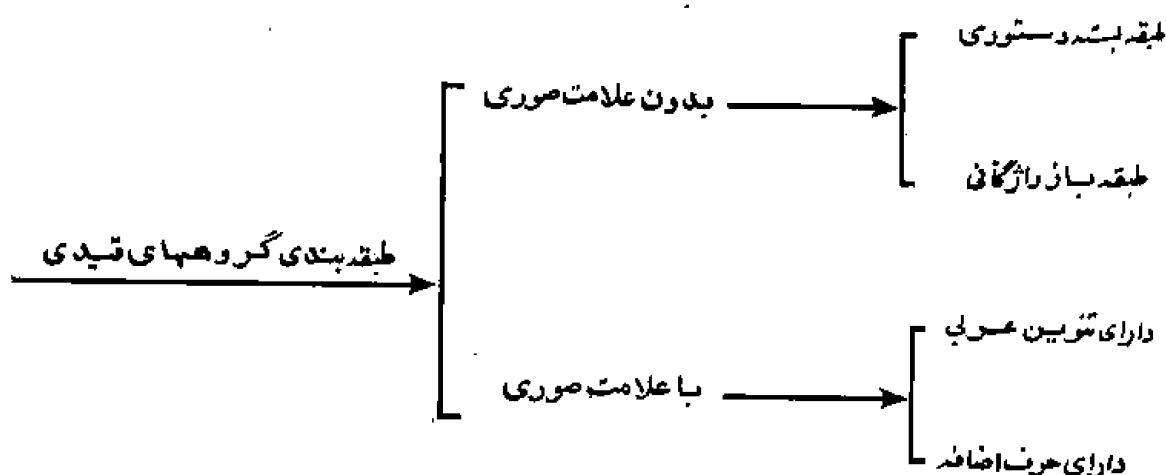 طبقه بسته دستوری
بدون علامت صوری
طبقه باز واژگانی
طبقه‌بندی گروههای قیدی
دارای تنوین عربی
با علامت صوری
دارای حرف اضافه